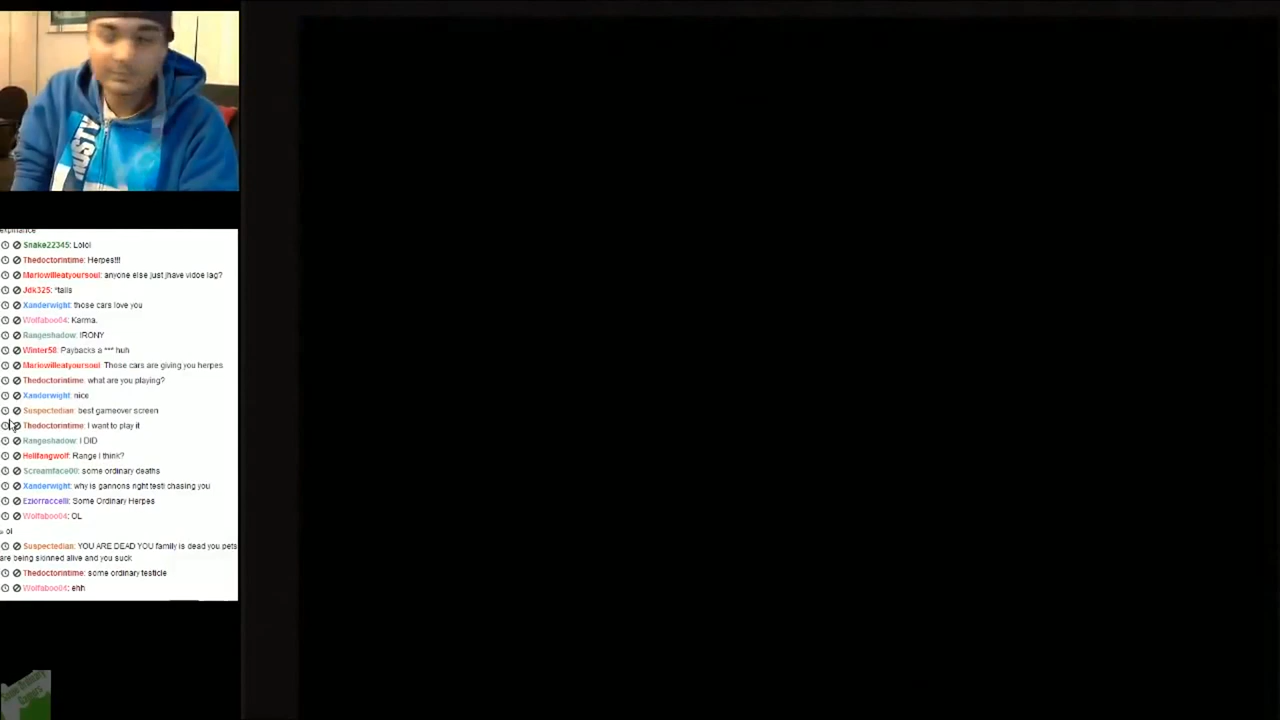 Snake22345: Lolol
Thedoctorintime: Herpes!!!
Mariowilleatyoursoul: anyone else just jhave vidoe lag?
Jdk325: *tails
Xanderwight: those cars love you
Wolfaboo04: Karma.
Rangeshadow: IRONY
Winter58: Paybacks a *** huh
Mariowilleatyoursoul: Those cars are giving you herpes
Thedoctorintime: what are you playing?
Xanderwight: nice
Suspectedian: best gameover screen
Thedoctorintime: I want to play it
Rangeshadow: I DID
Hellfangwolf: Range I think?
Screamface00: some ordinary deaths
Xanderwight: why is gannons right testi chasing you
Eziorraccelli: Some Ordinary Herpes
Wolfaboo04: OL
ol
Suspectedian: YOU ARE DEAD YOU family is dead you pets
are being skinned alive and you suck
Thedoctorintime: some ordinary testicle
Wolfaboo04: ehh